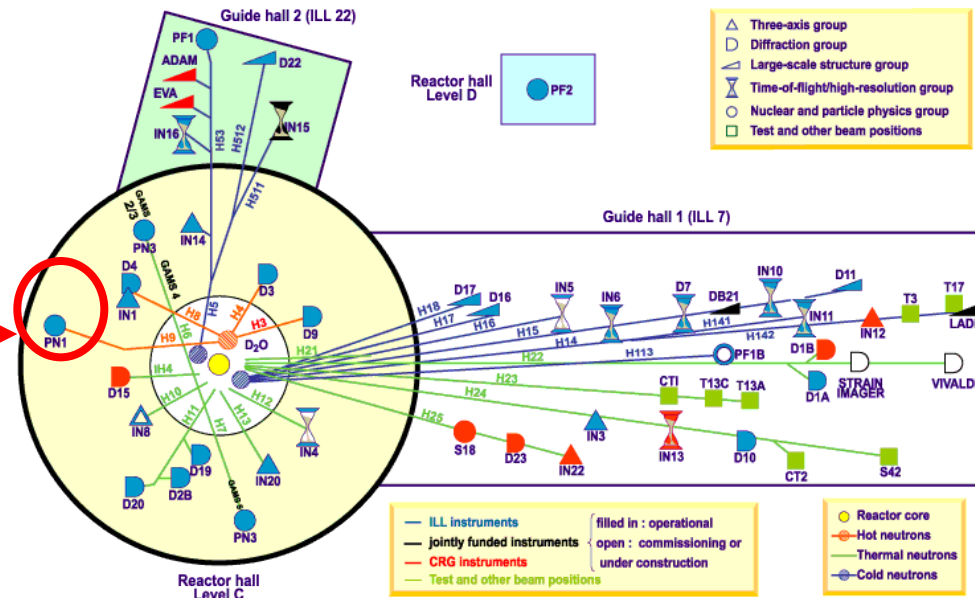 Guide hall 2 (ILL 22)
PF1
ADAM
D22
EVA
IN16
IN15
H53
H512
H511
Reactor hall
Level D
PF2
Three-axis group
Diffraction group
Large-scale structure group
Time-of-flight/high-resolution group
Nuclear and particle physics group
Test and other beam positions
GAMS
2/3
PN3
IN14
GAMS 4
D4
IN1
D3
H8
H5
H4
H3
D9
H6
PN1
H9
D2O
H21
D15
IH4
H10
IN8
H11
H7
H13
H12
IN4
D19
D2B
D20
IN20
GAMS5
PN3
Reactor hall
Level C
Guide hall 1 (ILL 7)
H18
H17
H16
H15
H14
H141
H142
H113
H22
H23
H24
H25
D17
D16
IN5
IN6
D7
DB21
IN10
D11
IN11
IN12
T3
T17
LAD
PF1B
D1B
D1A
STRAIN
IMAGER
VIVALD
CTI
T13C
T13A
S18
D23
IN22
IN3
IN13
D10
CT2
S42
ILL instruments
jointly funded instruments
CRG instruments
Test and other beam positions
filled in : operational
open : commissioning or
under construction
Reactor core
Hot neutrons
Thermal neutrons
Cold neutrons